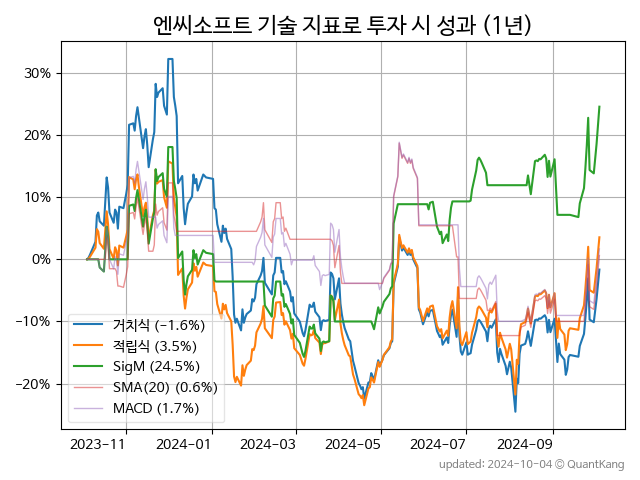 엔씨소프트 기술 지표로 투자 시 성과 (1년)
30%
20%
10%
0%
−10%
−20%
거치식 (−1.6%)
적립식 (3.5%)
SigM (24.5%)
SMA(20) (0.6%)
MACD (1.7%)
2023-11
2024-01
2024-03
2024-05
2024-07
2024-09
updated: 2024-10-04 © QuantKang